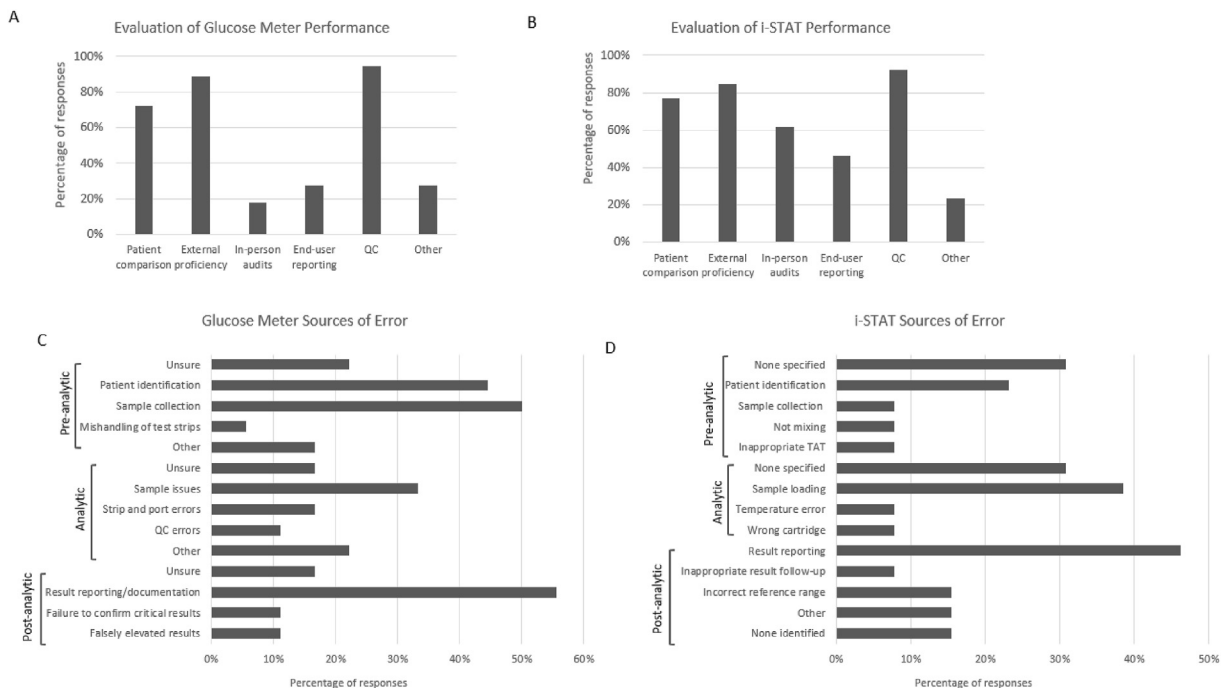 A
Evaluation of Glucose Meter Performance
Percentage of responses
100%
80%
60%
40%
20%
0%
Patient
comparison
External
proficiency
In-person
audits
End-user
reporting
QC
Other
B
Evaluation of i-STAT Performance
Percentage of responses
100%
80%
60%
40%
20%
0%
Patient
comparison
External
proficiency
In-person
audits
End-user
reporting
QC
Other
C
Glucose Meter Sources of Error
Pre-analytic
Unsure
Patient identification
Sample collection
Mishandling of test strips
Other
Analytic
Unsure
Sample issues
Strip and port errors
QC errors
Other
Post-analytic
Unsure
Result reporting/documentation
Failure to confirm critical results
Falsely elevated results
0% 10% 20% 30% 40% 50% 60%
Percentage of responses
D
i-STAT Sources of Error
Pre-analytic
None specified
Patient identification
Sample collection
Not mixing
Inappropriate TAT
Analytic
None specified
Sample loading
Temperature error
Wrong cartridge
Post-analytic
Result reporting
Inappropriate result follow-up
Incorrect reference range
Other
None identified
0% 10% 20% 30% 40% 50%
Percentage of responses